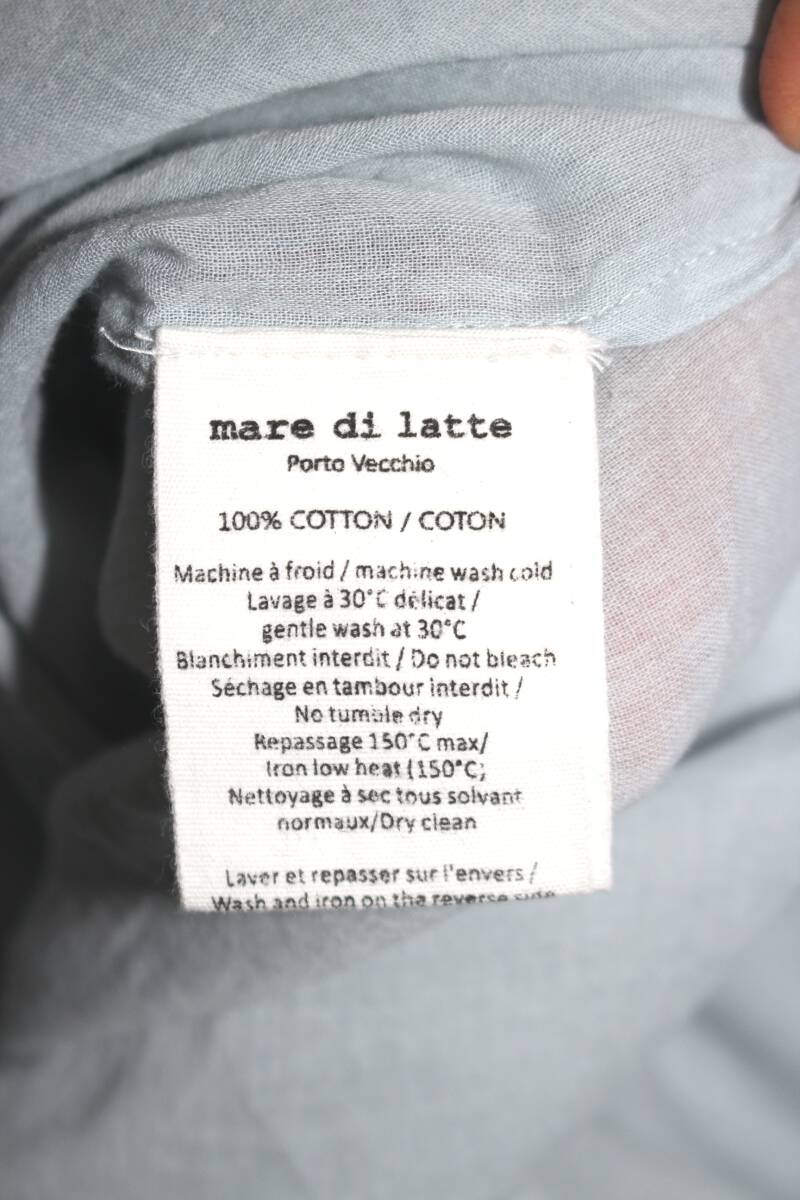 mare di latte
Porto Vecchio
100% COTTON / COTON
Machine à froid / machine wash cold
Lavage à 30°C délicat /
gentle wash at 30°C
Blanchiment interdit / Do not bleach
Séchage en tambour interdit /
No tumble dry
Repassage 150°C max/
Iron low heat (150°C)
Nettoyage à sec tous solvant
normaux/Dry clean
Laver et repasser sur l'envers /
Wash and iron on the reverse side